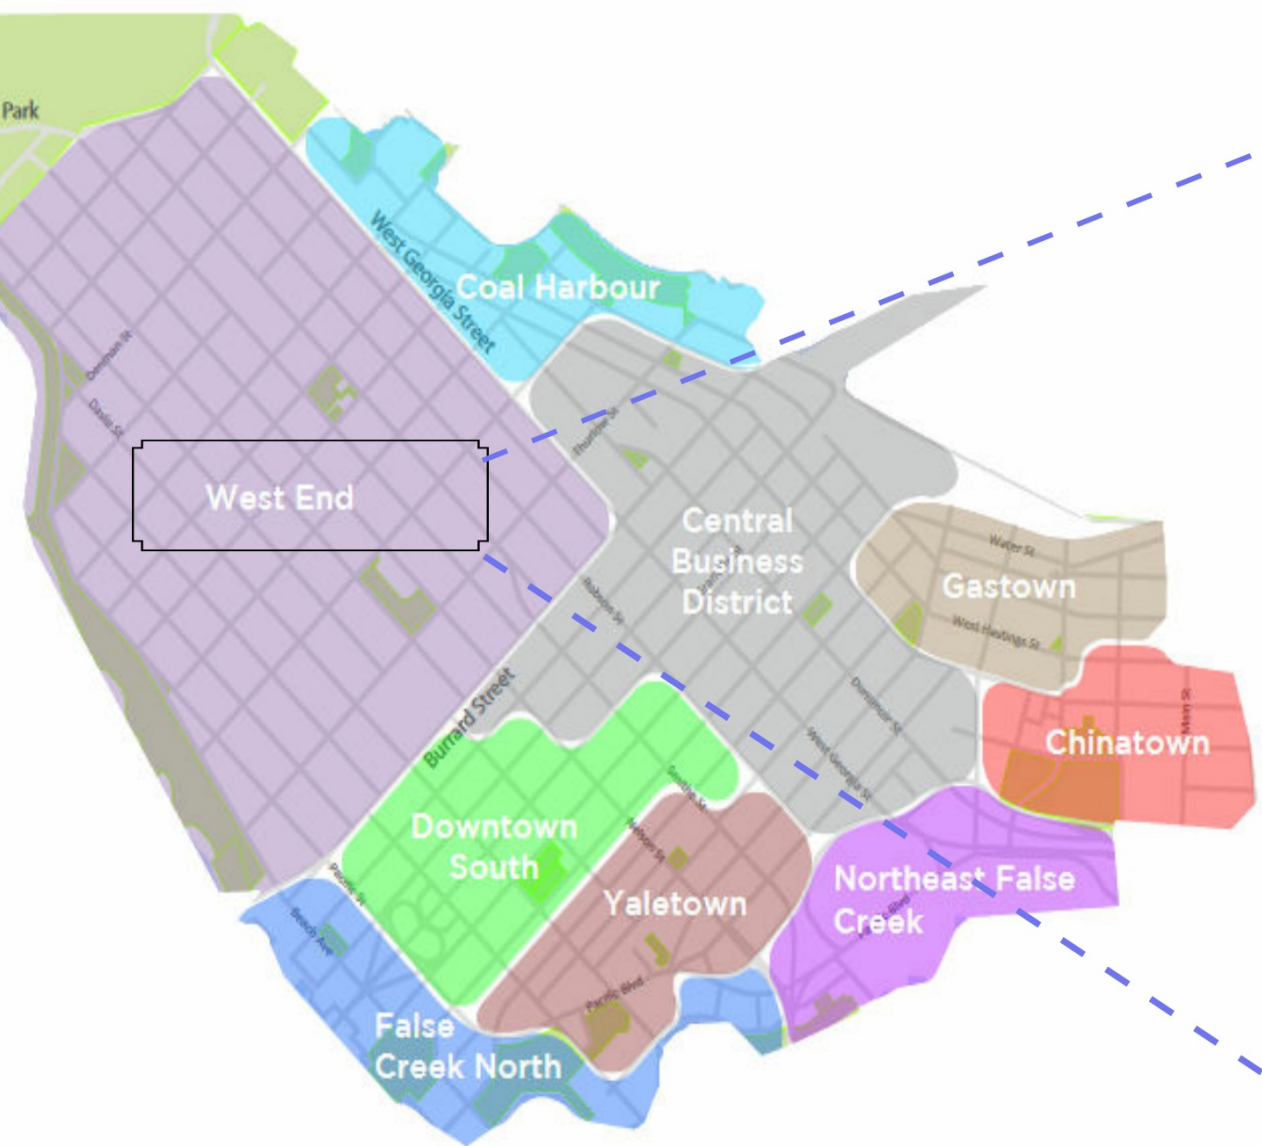 Park
West Georgia Street
Coal Harbour
Denman St
Davie St
Thurlow St
West End
Central
Business
District
Water St
Gastown
West Hastings St
Robson St
Burrard Street
Dunsmuir St
Main St
Chinatown
West Georgia St
Smithe St
Nelson St
Downtown
South
Yaletown
Northeast False
Creek
Pacific St
Beach Ave
Pacific Blvd
False
Creek North